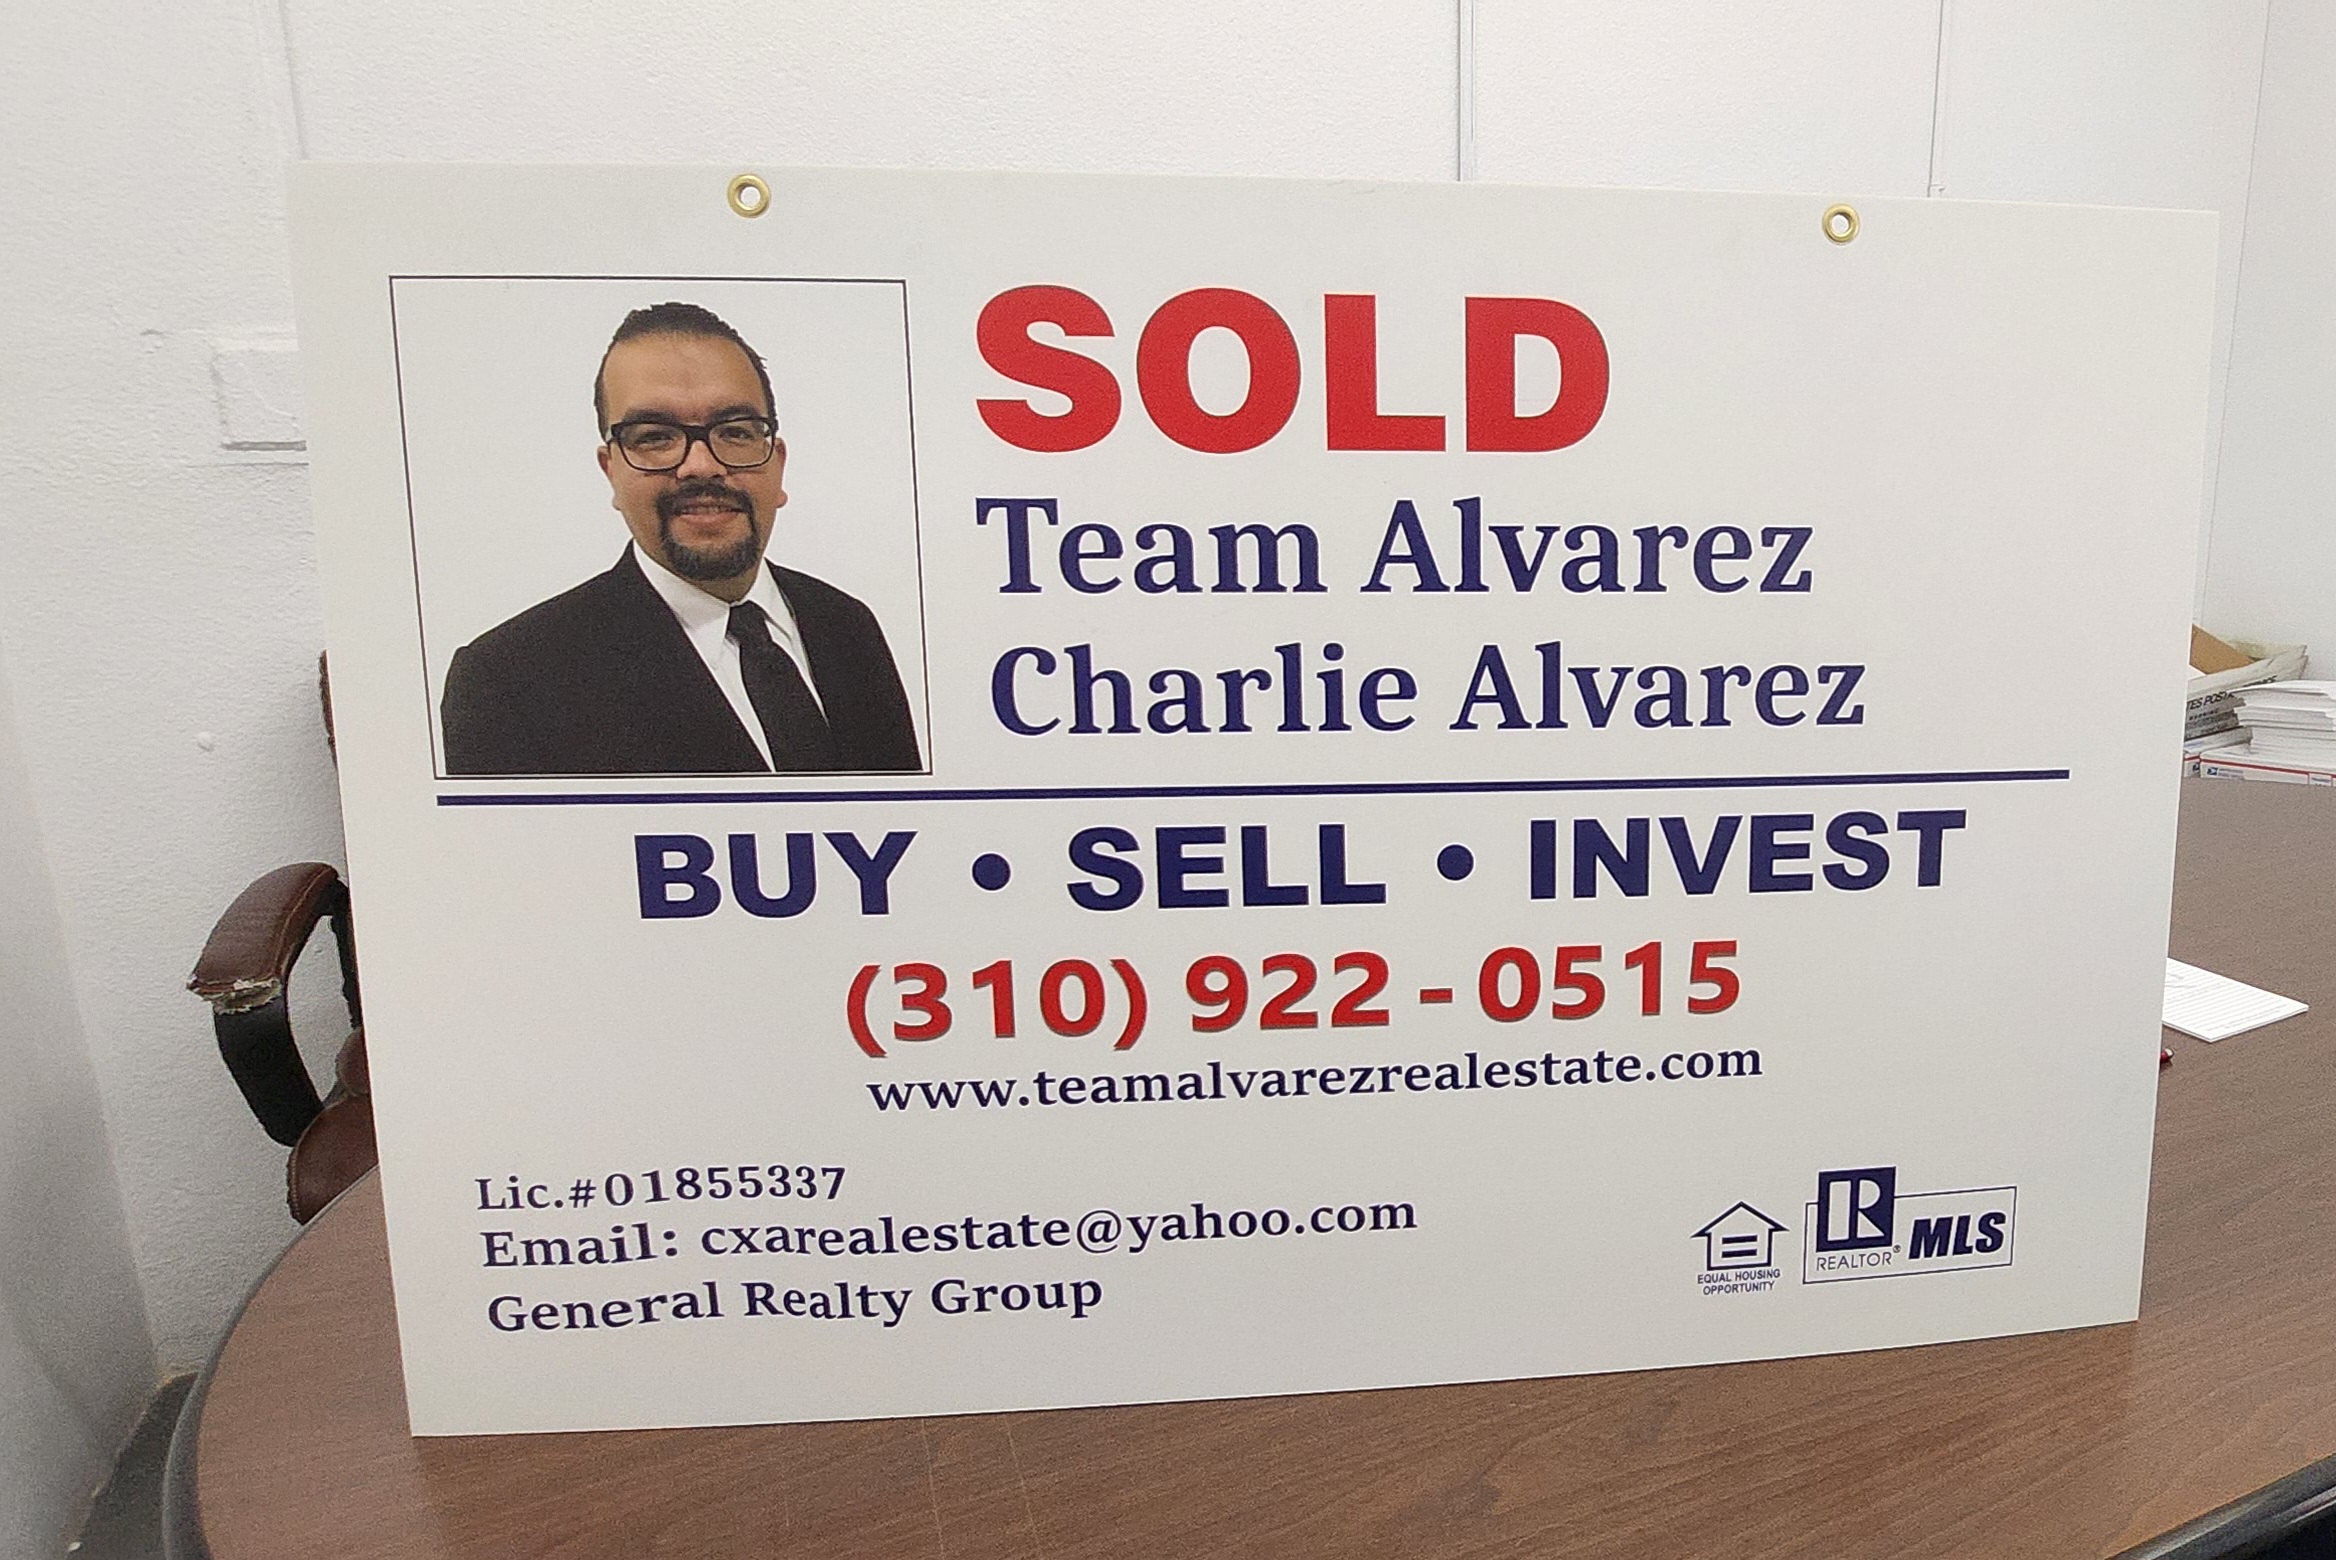 SOLD
Team Alvarez
Charlie Alvarez
BUY • SELL • INVEST
(310) 922-0515
www.teamalvarezrealestate.com
Lic.#01855337
Email: cxarealestate@yahoo.com
General Realty Group
EQUAL HOUSING
OPPORTUNITY
REALTOR®
MLS